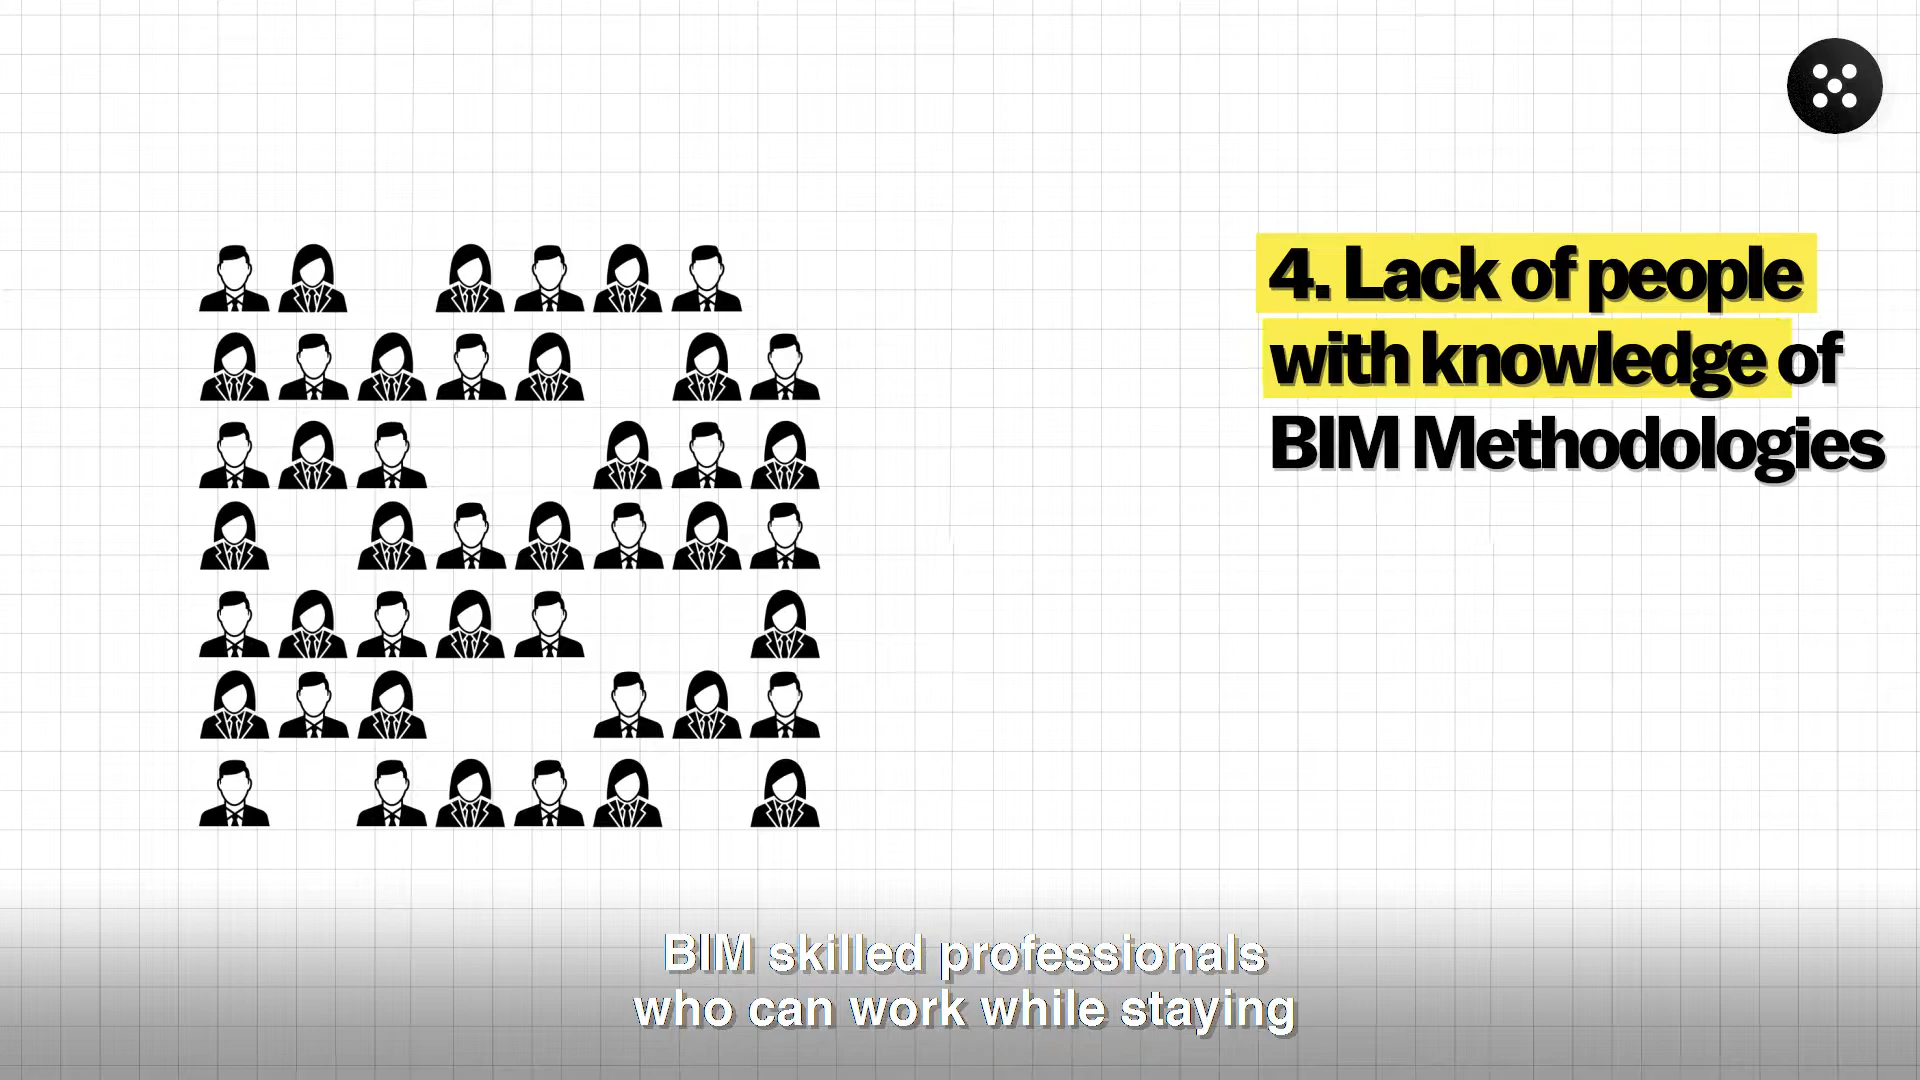 4. Lack of people
with knowledge of
BIM Methodologies
BIM skilled professionals
who can work while staying